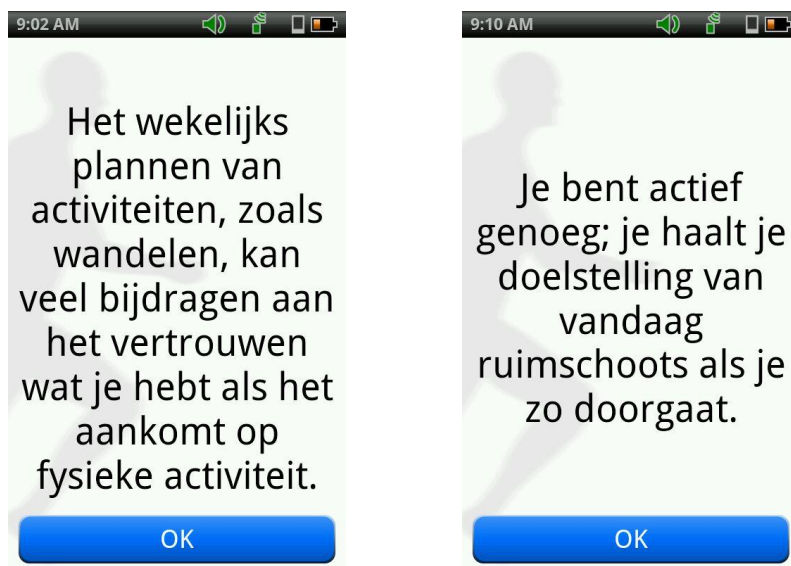 9:02 AM
Het wekelijks
plannen van
activiteiten, zoals
wandelen, kan
veel bijdragen aan
het vertrouwen
wat je hebt als het
aankomt op
fysieke activiteit.
OK
9:10 AM
Je bent actief
genoeg; je haalt je
doelstelling van
vandaag
ruimschoots als je
zo doorgaat.
OK